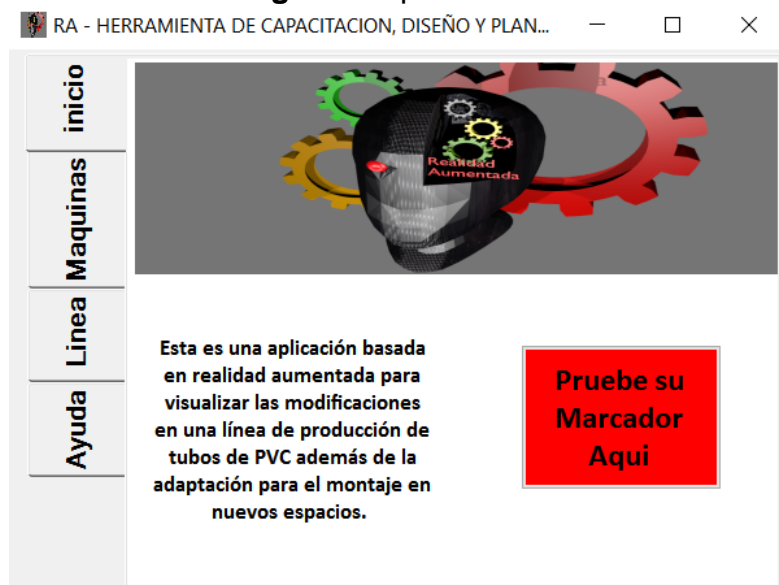 RA - HERRAMIENTA DE CAPACITACION, DISEÑO Y PLAN...
inicio
Maquinas
Linea
Ayuda
Realidad
Aumentada
Esta es una aplicación basada
en realidad aumentada para
visualizar las modificaciones
en una línea de producción de
tubos de PVC además de la
adaptación para el montaje en
nuevos espacios.
Pruebe su
Marcador
Aqui